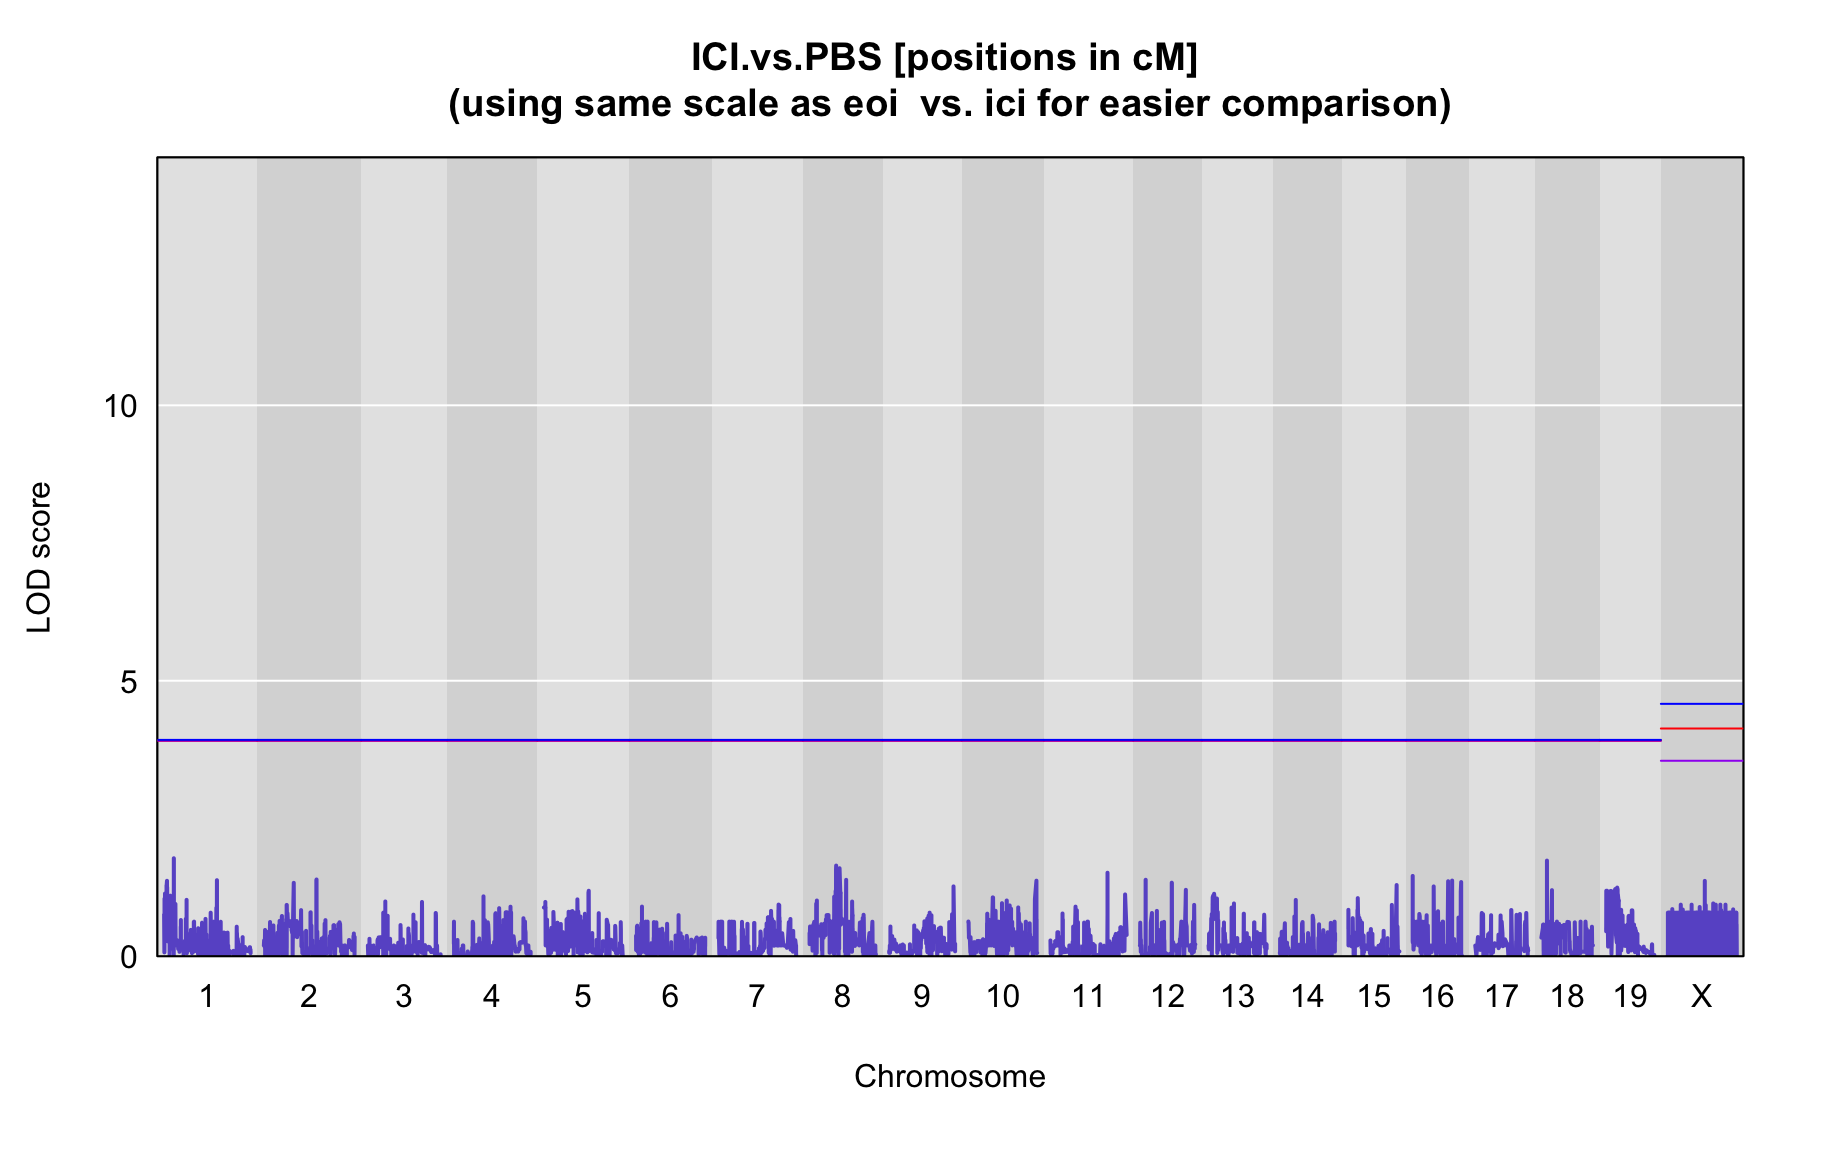 ICI.vs.PBS [positions in cM]
(using same scale as eoi  vs. ici for easier comparison)
LOD score
10
5
0
1 2 3 4 5 6 7 8 9 10 11 12 13 14 15 16 17 18 19 X
Chromosome